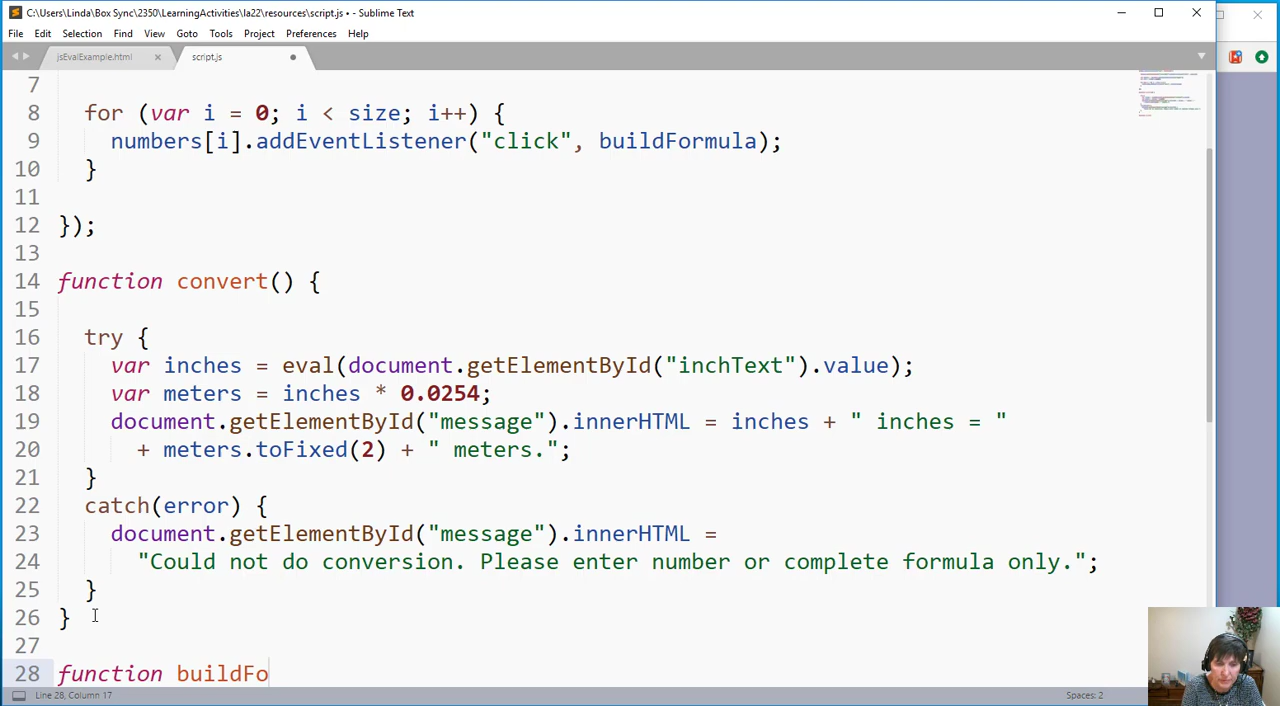 C:\Users\Linda\Box Sync\2350\LearningActivities\la22\resources\script.js • - Sublime Text
File Edit Selection Find View Goto Tools Project Preferences Help
jsEvalExample.html script.js
7
8 for (var i = 0; i < size; i++) {
9 numbers[i].addEventListener("click", buildFormula);
10 }
11
12 });
13
14 function convert() {
15
16 try {
17 var inches = eval(document.getElementById("inchText").value);
18 var meters = inches * 0.0254;
19 document.getElementById("message").innerHTML = inches + " inches = "
20 + meters.toFixed(2) + " meters.";
21 }
22 catch(error) {
23 document.getElementById("message").innerHTML =
24 "Could not do conversion. Please enter number or complete formula only.";
25 }
26 }
27
28 function buildFo
Line 28, Column 17 Spaces: 2